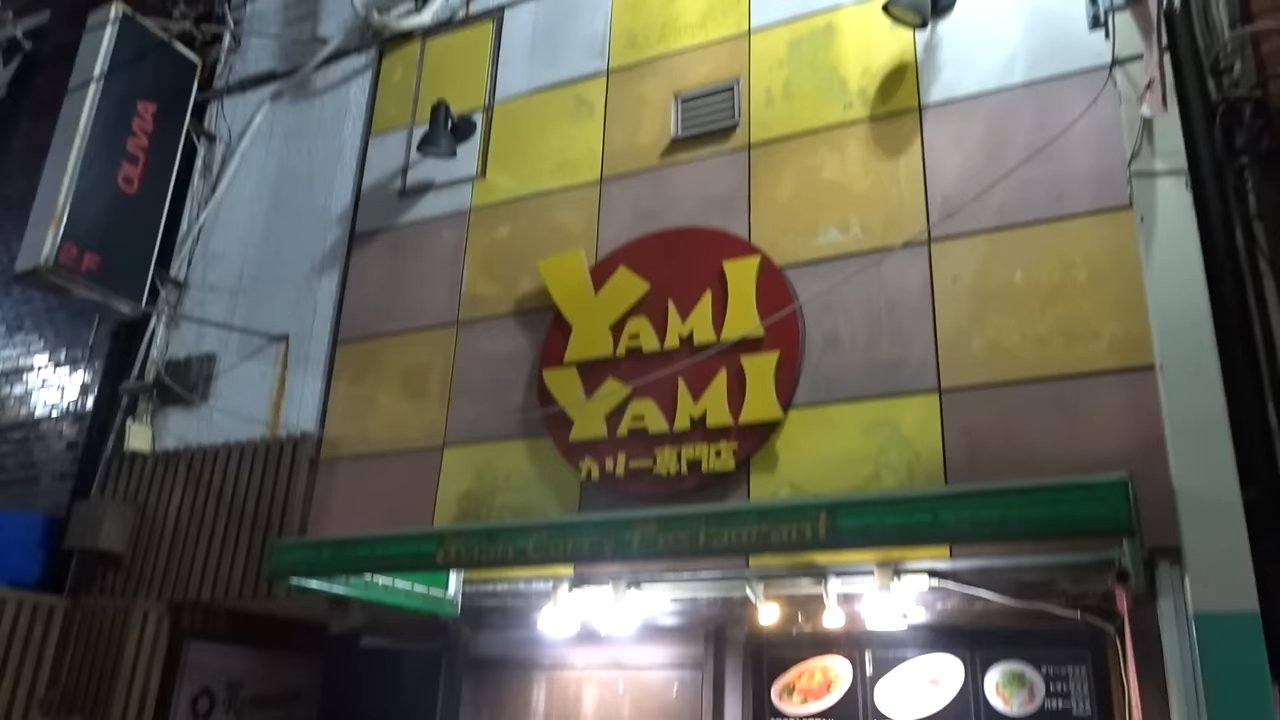 OLIVIA
2F
YAMI
YAMI
カリー専門店
Asian Curry Restaurant